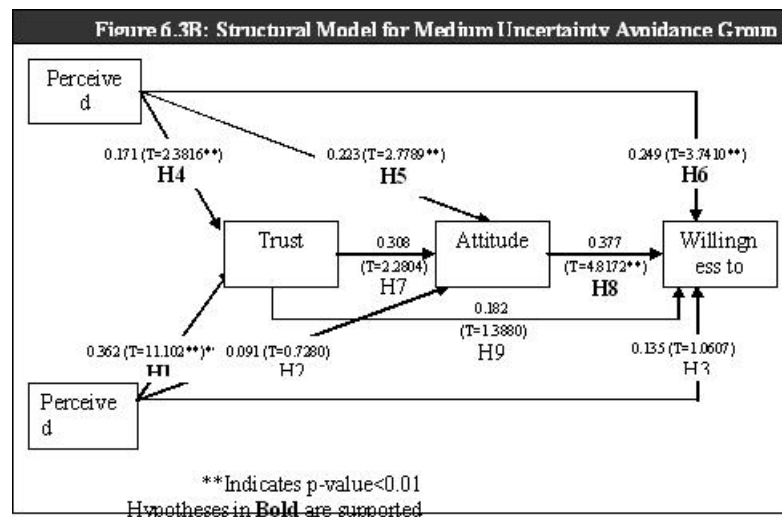 Figure 6.3B: Structural Model for Medium Uncertainty Avoidance Group
Perceive
d
0.171 (T=2.3816**)
H4
0.223 (T=2.7789**)
H5
0.249 (T=3.7410**)
H6
Trust
0.308
(T=2.2804)
H7
Attitude
0.377
(T=4.8172**)
H8
Willingn
ess to
0.182
(T=1.3880)
H9
0.362 (T=11.102**)*
H1
0.091 (T=0.7280)
H2
0.135 (T=1.0607)
H3
Perceive
d
**Indicates p-value<0.01
Hypotheses in Bold are supported